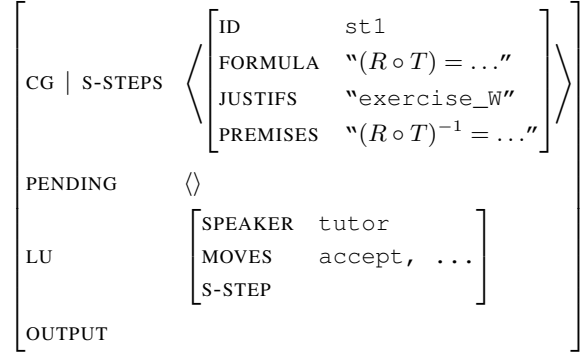 ID st1
FORMULA “(R ∘ T) = …”
CG | S-STEPS JUSTIFS “exercise_W”
PREMISES “(R ∘ T)⁻¹ = …”
PENDING ⟨⟩
SPEAKER tutor
LU MOVES accept, ...
S-STEP
OUTPUT